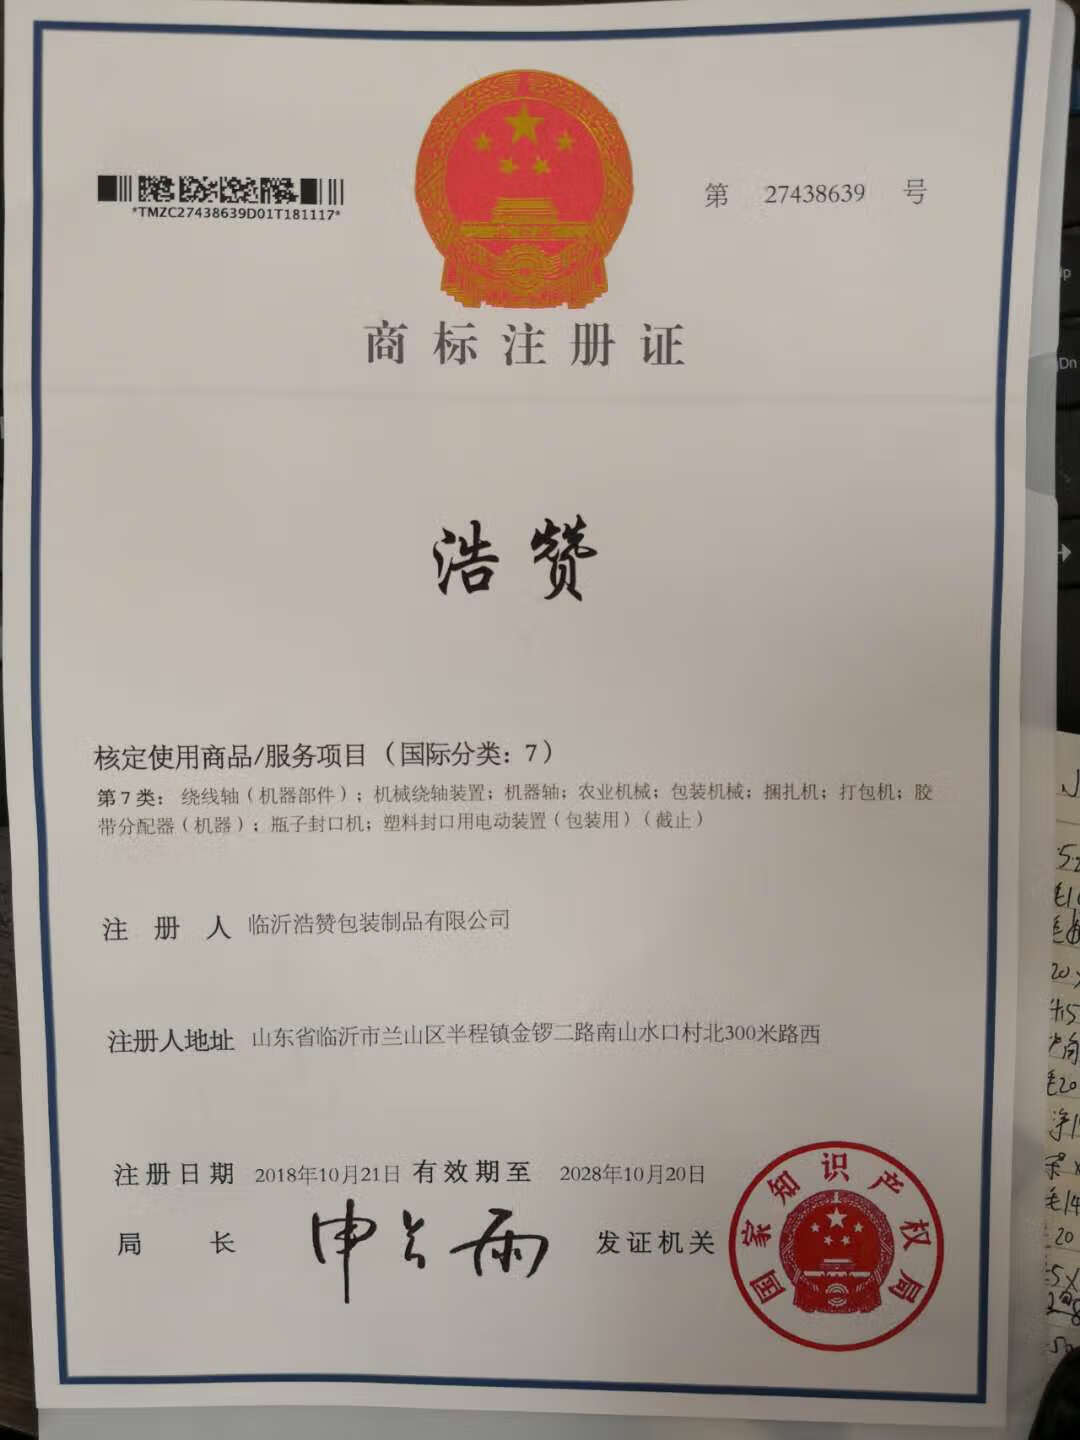 *TMZC27438639D01T181117*
第 27438639 号
商标注册证
浩赞
核定使用商品/服务项目（国际分类：7）
第7类：绕线轴（机器部件）；机械绕轴装置；机器轴；农业机械；包装机械；捆扎机；打包机；胶
带分配器（机器）；瓶子封口机；塑料封口用电动装置（包装用）（截止）
注册人 临沂浩赞包装制品有限公司
注册人地址 山东省临沂市兰山区半程镇金锣二路南山水口村北300米路西
注册日期 2018年10月21日 有效期至 2028年10月20日
局长 申长雨 发证机关
国家知识产权局